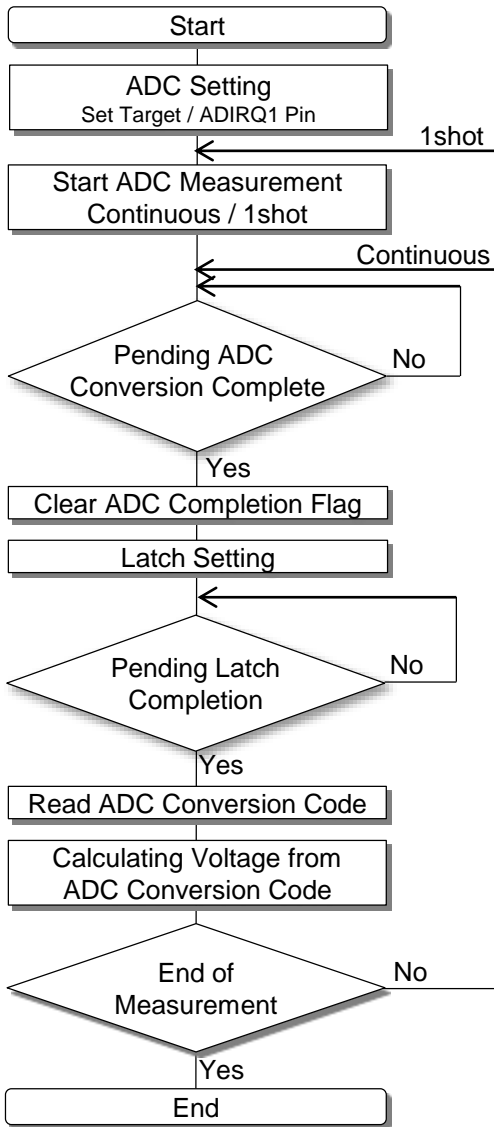 Start
ADC Setting
Set Target / ADIRQ1 Pin
1shot
Start ADC Measurement
Continuous / 1shot
Continuous
Pending ADC
Conversion Complete
No
Yes
Clear ADC Completion Flag
Latch Setting
Pending Latch
Completion
No
Yes
Read ADC Conversion Code
Calculating Voltage from
ADC Conversion Code
End of
Measurement
No
Yes
End